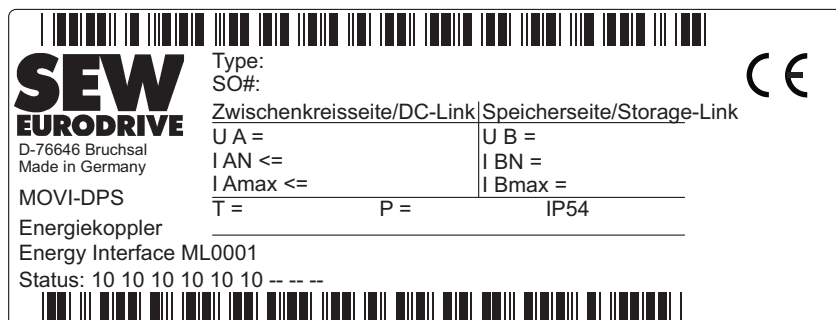 Type:
SO#:
SEW
EURODRIVE
D-76646 Bruchsal
Made in Germany
MOVI-DPS
Energiekoppler
Energy Interface ML0001
Status: 10 10 10 10 10 10 -- -- --
Zwischenkreisseite/DC-Link Speicherseite/Storage-Link
U A = U B =
I AN <= I BN =
I Amax <= I Bmax =
T = P = IP54
CE